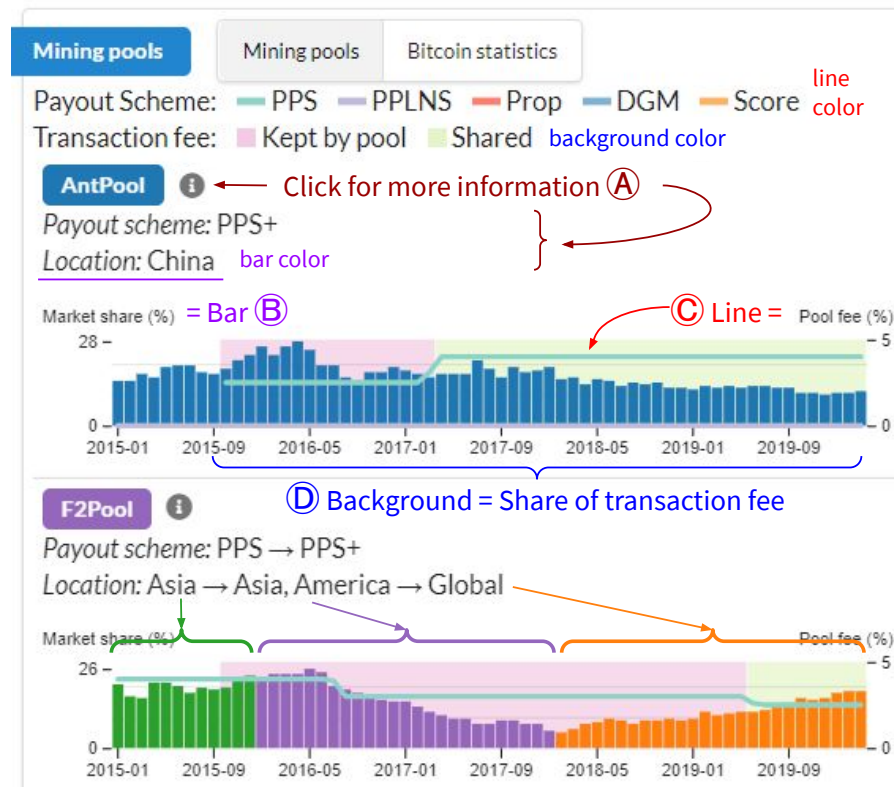 Mining pools Mining pools Bitcoin statistics
Payout Scheme: PPS PPLNS Prop DGM Score line color
Transaction fee: Kept by pool Shared background color
AntPool i Click for more information Ⓐ
Payout scheme: PPS+
Location: China bar color
Market share (%) = Bar Ⓑ Ⓒ Line = Pool fee (%)
28 5
0 0
2015-01 2015-09 2016-05 2017-01 2017-09 2018-05 2019-01 2019-09
Ⓓ Background = Share of transaction fee
F2Pool i
Payout scheme: PPS → PPS+
Location: Asia → Asia, America → Global
Market share (%) Pool fee (%)
26 5
0 0
2015-01 2015-09 2016-05 2017-01 2017-09 2018-05 2019-01 2019-09